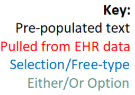 Key:
Pre-populated text
Pulled from EHR data
Selection/Free-type
Either/Or Option